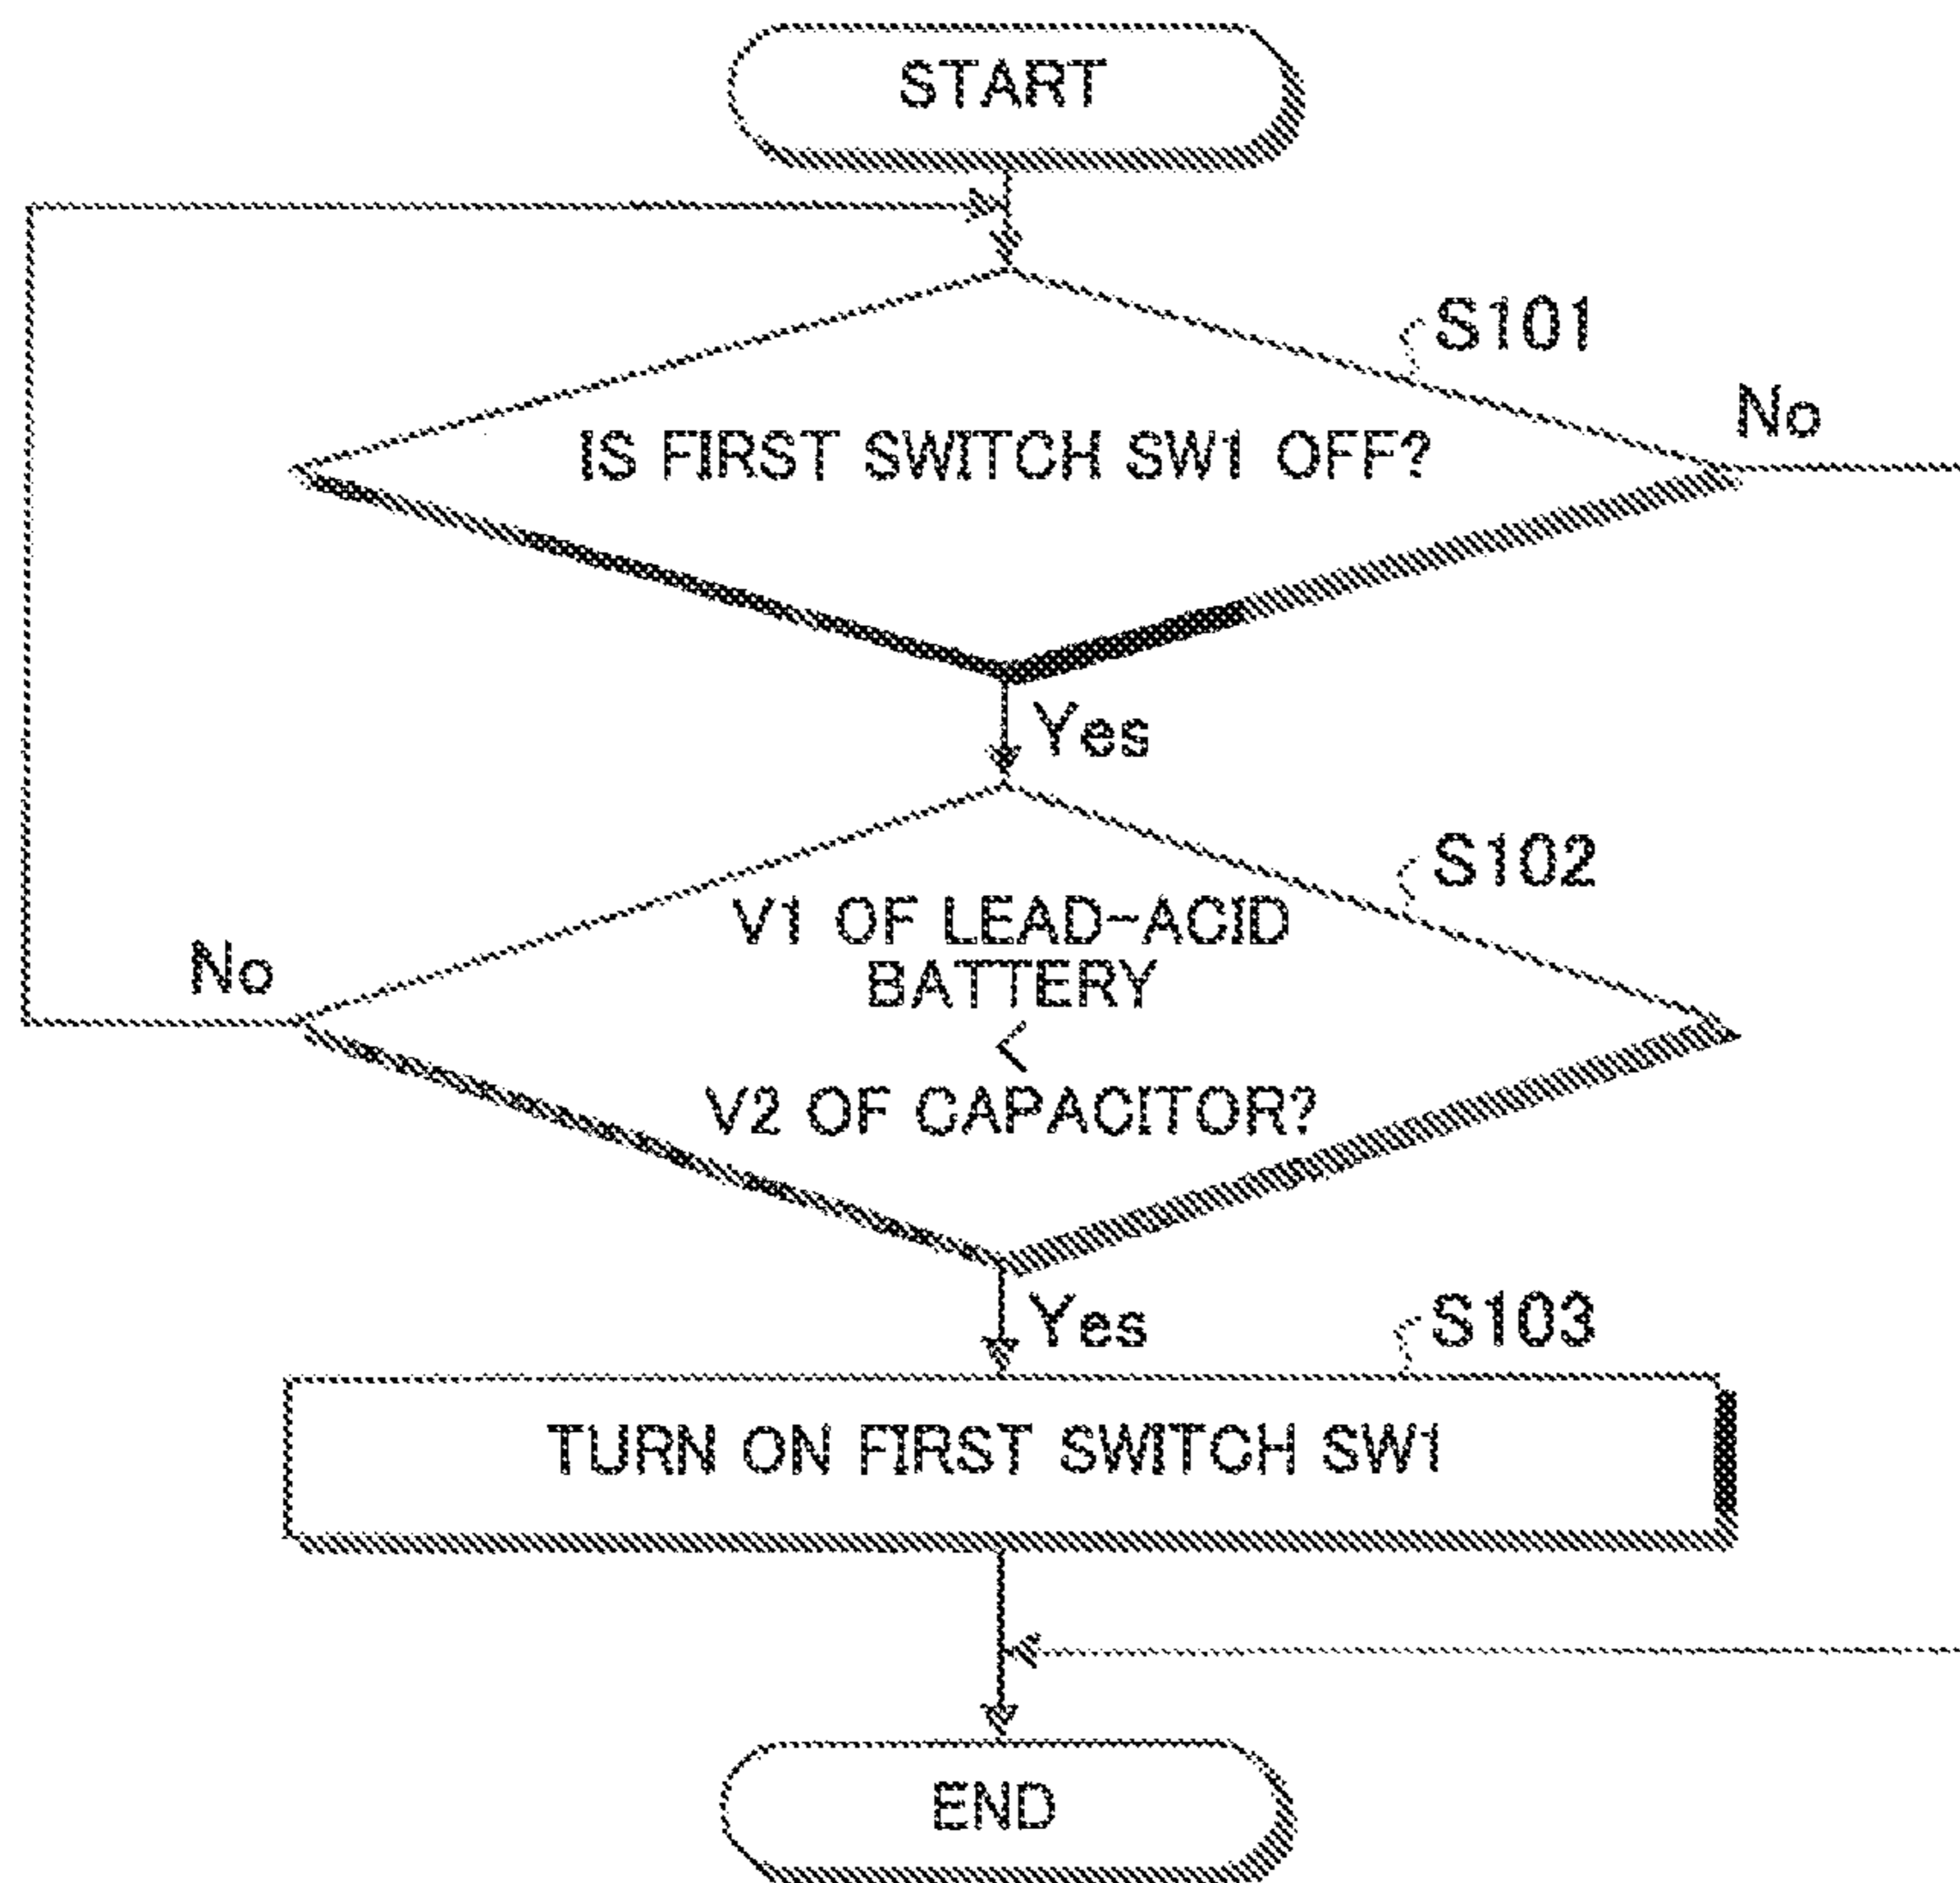 START
S101
No
IS FIRST SWITCH SW1 OFF?
Yes
S102
V1 OF LEAD-ACID
BATTERY
<
V2 OF CAPACITOR?
No
Yes
S103
TURN ON FIRST SWITCH SW1
END